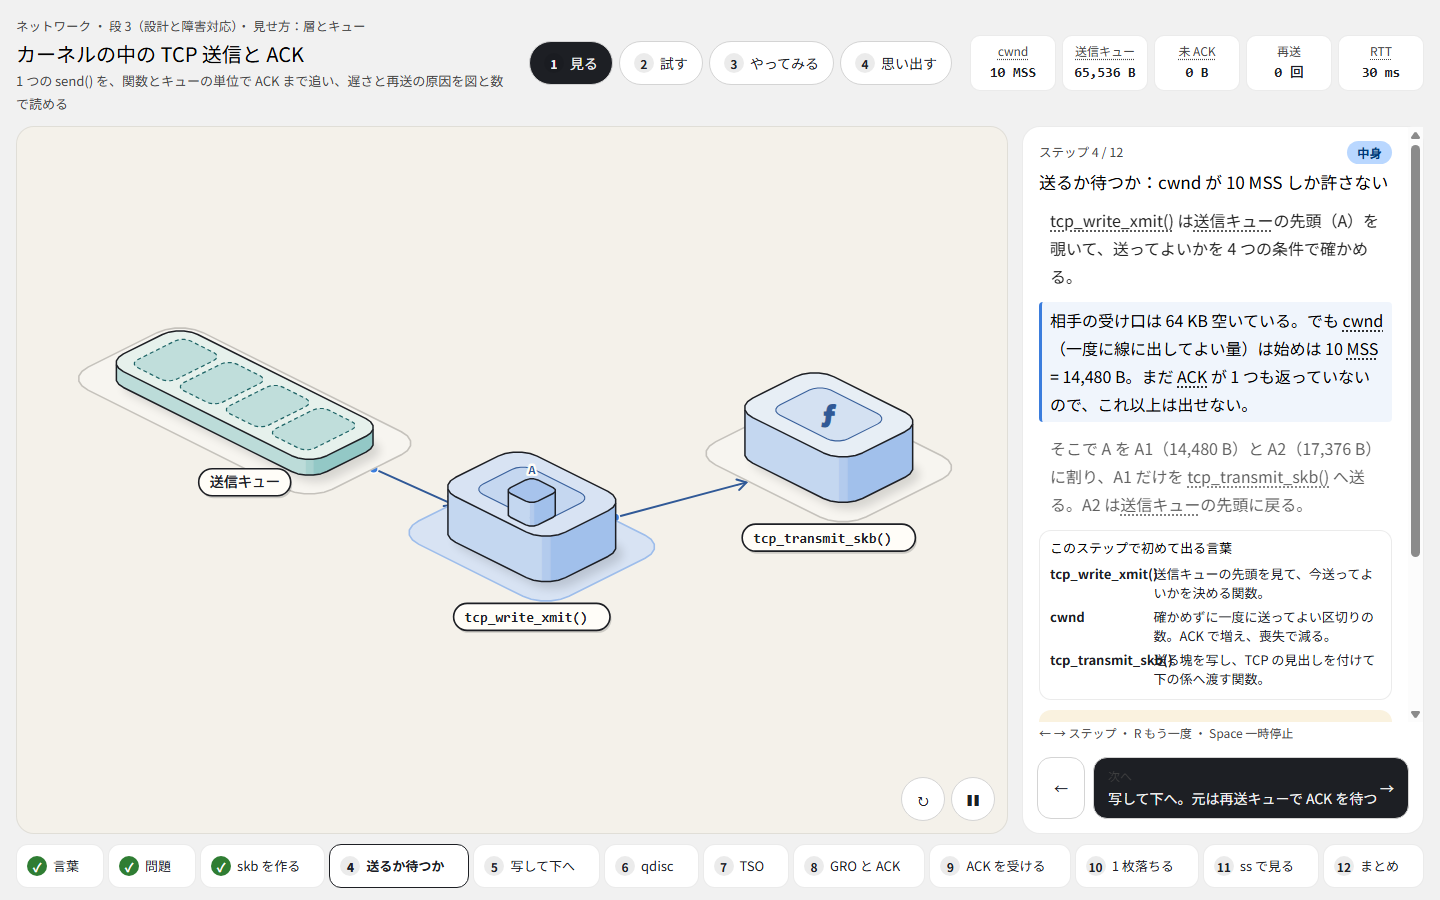 ネットワーク ・ 段 3（設計と障害対応）・ 見せ方：層とキュー
カーネルの中の TCP 送信と ACK
1 つの send() を、関数とキューの単位で ACK まで追い、遅さと再送の原因を図と数
で読める
1 見る
2 試す
3 やってみる
4 思い出す
cwnd
10 MSS
送信キュー
65,536 B
未 ACK
0 B
再送
0 回
RTT
30 ms
送信キュー
A
tcp_write_xmit()
ƒ
tcp_transmit_skb()
ステップ 4 / 12
中身
送るか待つか：cwnd が 10 MSS しか許さない
tcp_write_xmit() は送信キューの先頭（A）を
覗いて、送ってよいかを 4 つの条件で確かめ
る。
相手の受け口は 64 KB 空いている。でも cwnd
（一度に線に出してよい量）は始めは 10 MSS
= 14,480 B。まだ ACK が 1 つも返っていない
ので、これ以上は出せない。
そこで A を A1（14,480 B）と A2（17,376 B）
に割り、A1 だけを tcp_transmit_skb() へ送
る。A2 は送信キューの先頭に戻る。
このステップで初めて出る言葉
tcp_write_xmit()
送信キューの先頭を見て、今送ってよ
いかを決める関数。
cwnd
確かめずに一度に送ってよい区切りの
数。ACK で増え、喪失で減る。
tcp_transmit_skb()
送る塊を写し、TCP の見出しを付けて
下の係へ渡す関数。
← → ステップ ・ R もう一度 ・ Space 一時停止
←
次へ
写して下へ。元は再送キューで ACK を待つ →
↻
✓ 言葉
✓ 問題
✓ skb を作る
4 送るか待つか
5 写して下へ
6 qdisc
7 TSO
8 GRO と ACK
9 ACK を受ける
10 1 枚落ちる
11 ss で見る
12 まとめ